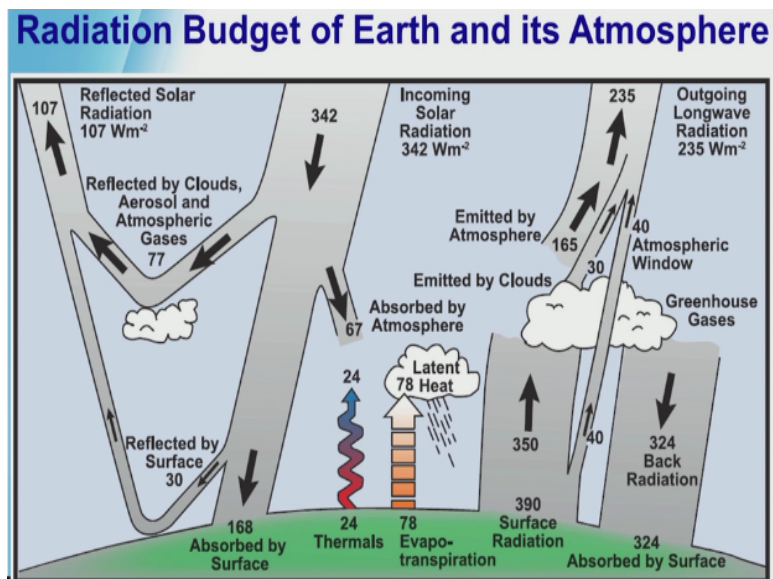 Radiation Budget of Earth and its Atmosphere
107
Reflected Solar
Radiation
107 Wm-2
342
Incoming
Solar
Radiation
342 Wm-2
235
Outgoing
Longwave
Radiation
235 Wm-2
Reflected by Clouds,
Aerosol and
Atmospheric
Gases
77
Emitted by
Atmosphere
165
40
Atmospheric
Window
Emitted by Clouds
30
Greenhouse
Gases
Absorbed by
Atmosphere
67
24
Latent
78 Heat
Reflected by
Surface
30
350
40
324
Back
Radiation
168
Absorbed by
Surface
24
Thermals
78
Evapo-
transpiration
390
Surface
Radiation
324
Absorbed by Surface